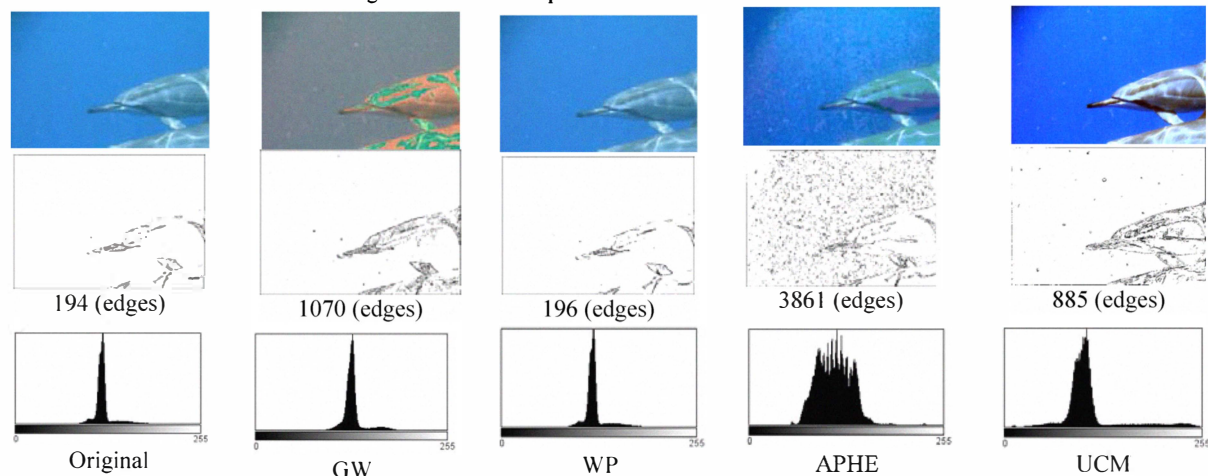 194 (edges)
1070 (edges)
196 (edges)
3861 (edges)
885 (edges)
0 255
0 255
0 255
0 255
0 255
Original
GW
WP
APHE
UCM